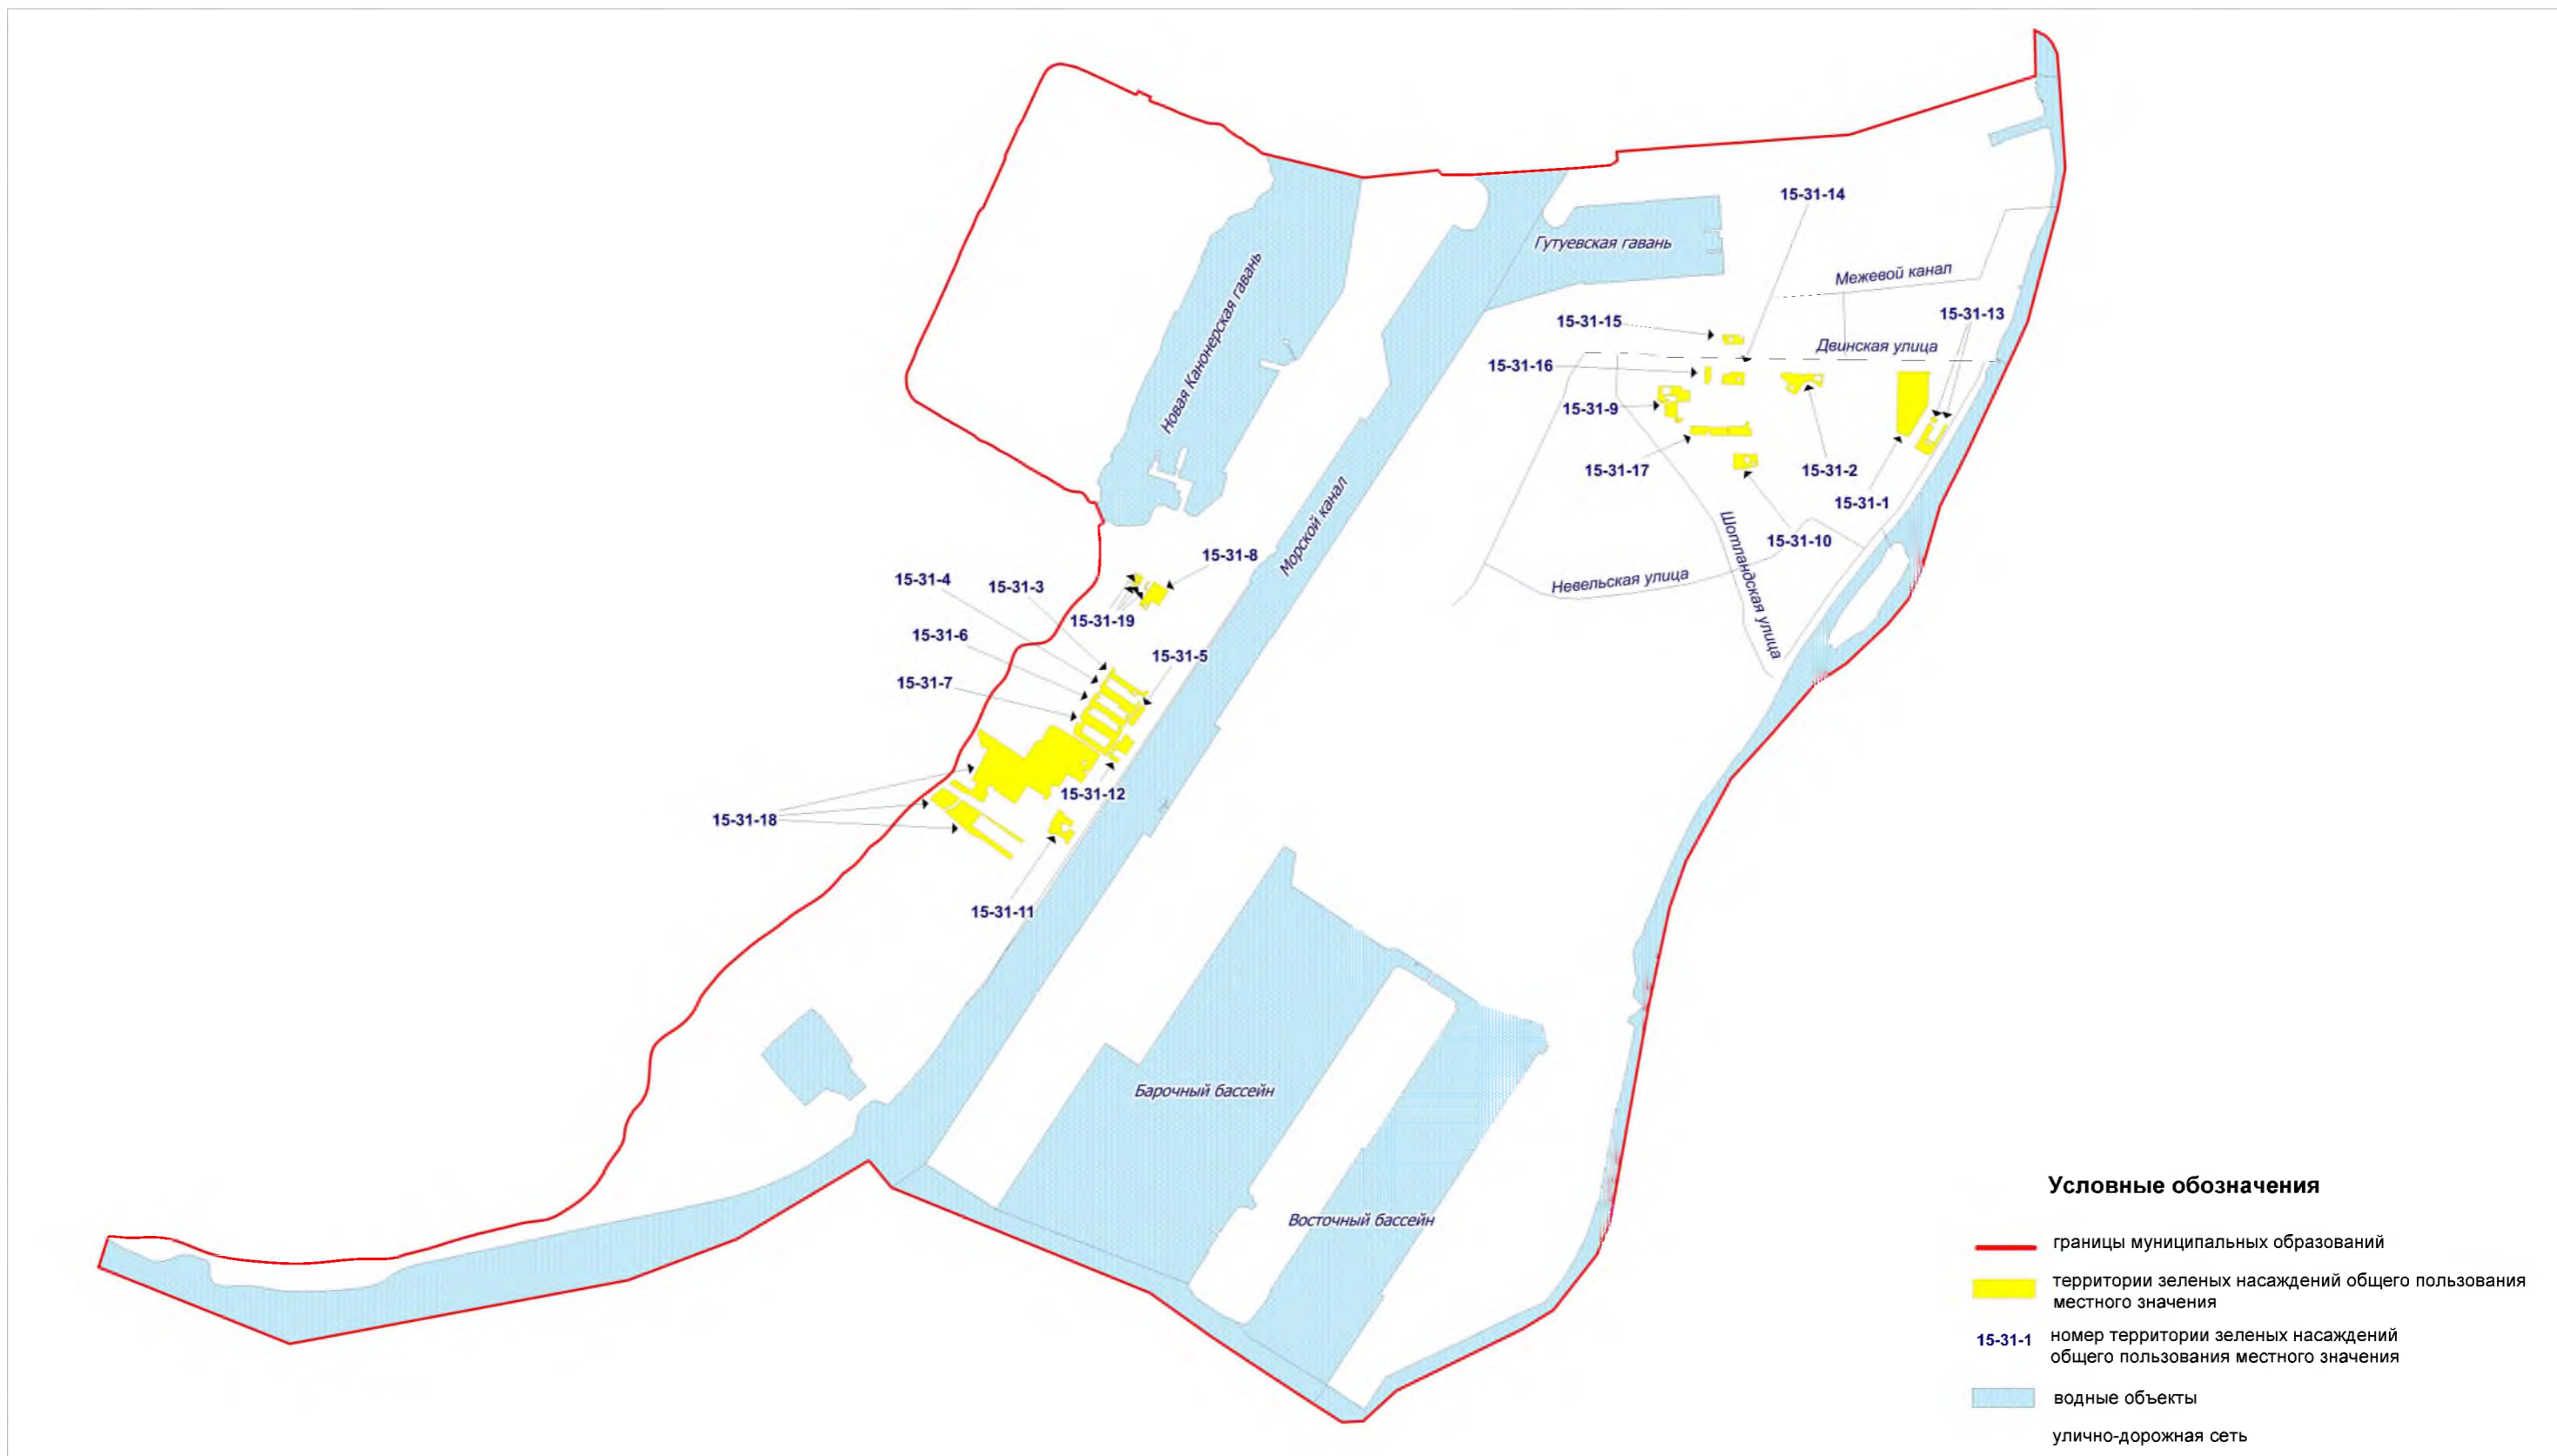 15-31-14
Гутуевская гавань
Межевой канал
15-31-13
15-31-15
Двинская улица
Новая Канонерская гавань
15-31-16
15-31-9
15-31-17
15-31-2
15-31-1
Морской канал
Шотландская улица
15-31-10
15-31-8
15-31-4
15-31-3
Невельская улица
15-31-19
15-31-6
15-31-5
15-31-7
15-31-12
15-31-18
15-31-11
Барочный бассейн
Восточный бассейн
Условные обозначения
границы муниципальных образований
территории зеленых насаждений общего пользования
местного значения
15-31-1 номер территории зеленых насаждений
общего пользования местного значения
водные объекты
улично-дорожная сеть